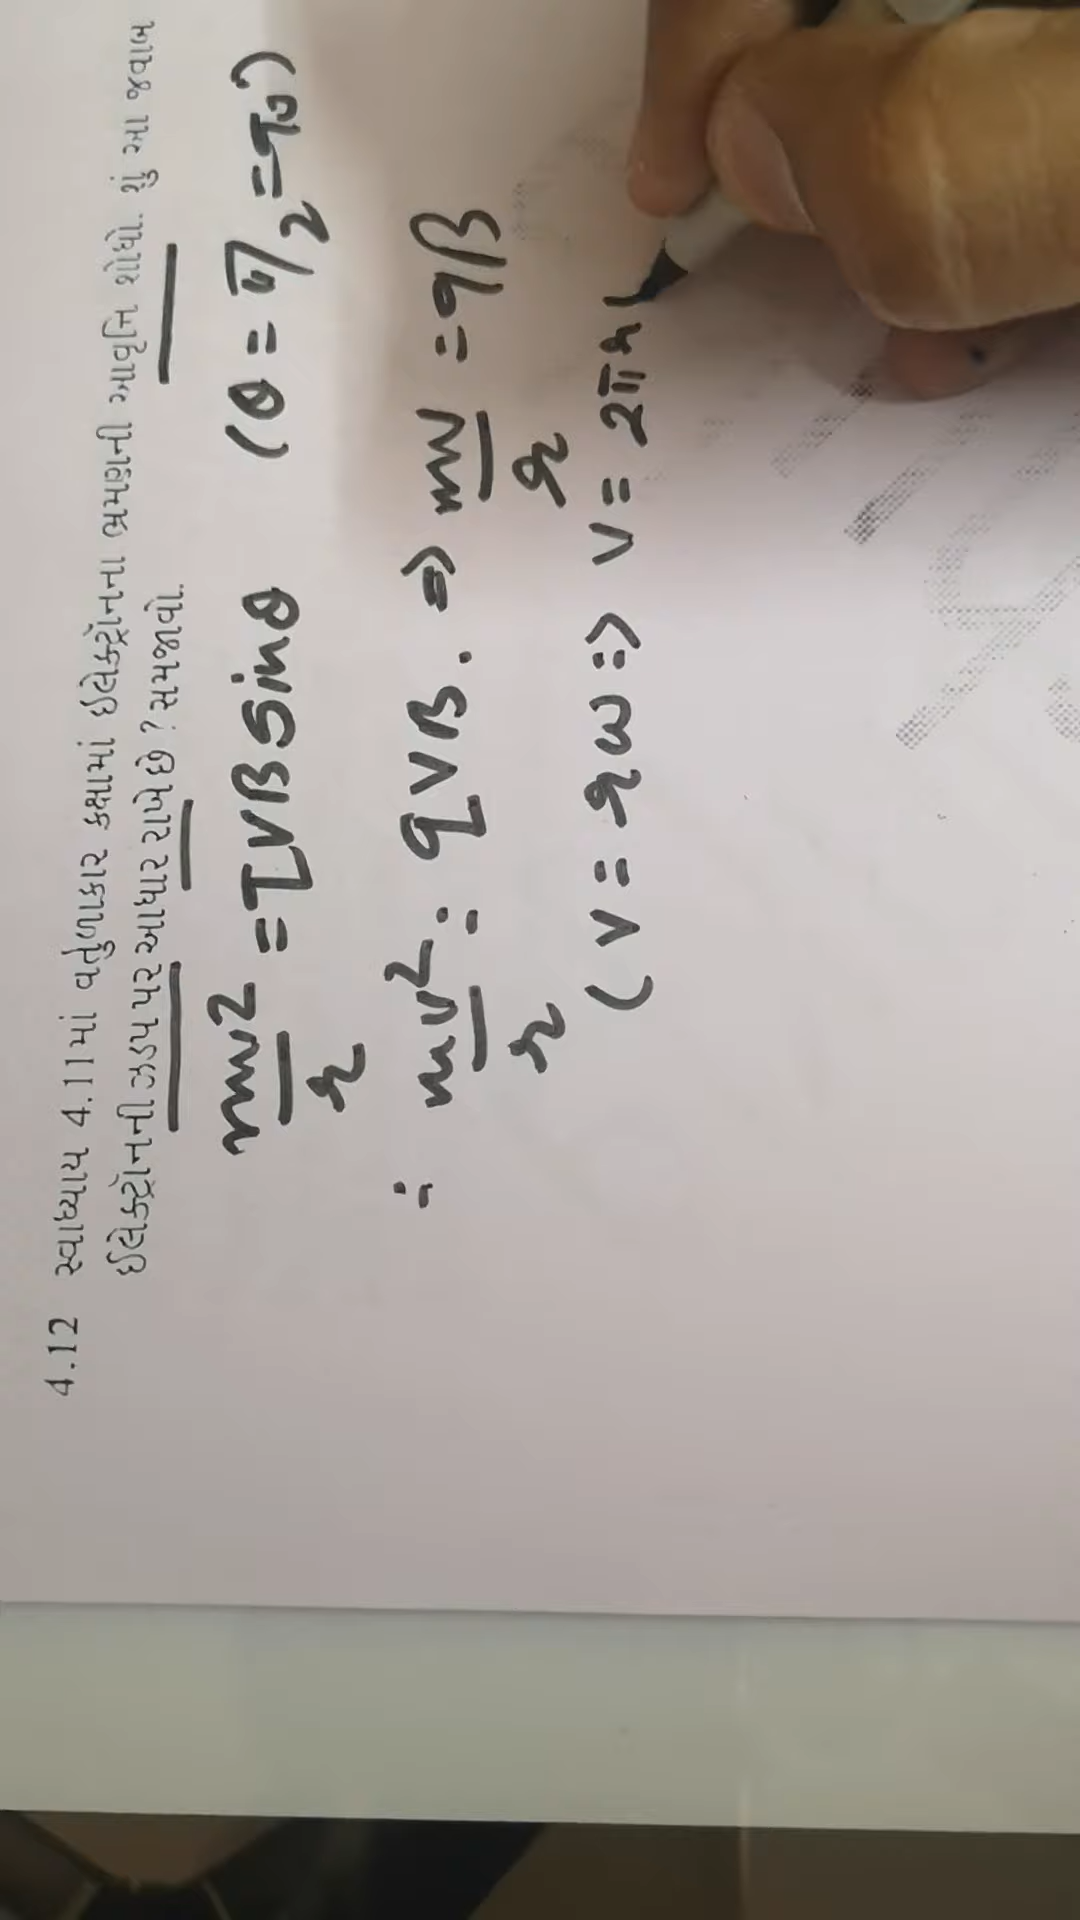 4.12 સ્વાધ્યાય 4.11માં વર્તુળાકાર કક્ષામાં ઇલેક્ટ્રોનના ભ્રમણની આવૃત્તિ શોધો. શું આ જવાબ
ઇલેક્ટ્રોનની ઝડપ પર આધાર રાખે છે ? સમજાવો.
mv²/r = qVB sinθ (θ = π/2 = 90°)
∴ mv²/r = qVB. ⇒ mv/r = qB
(v = rω ⇒ v = 2πr